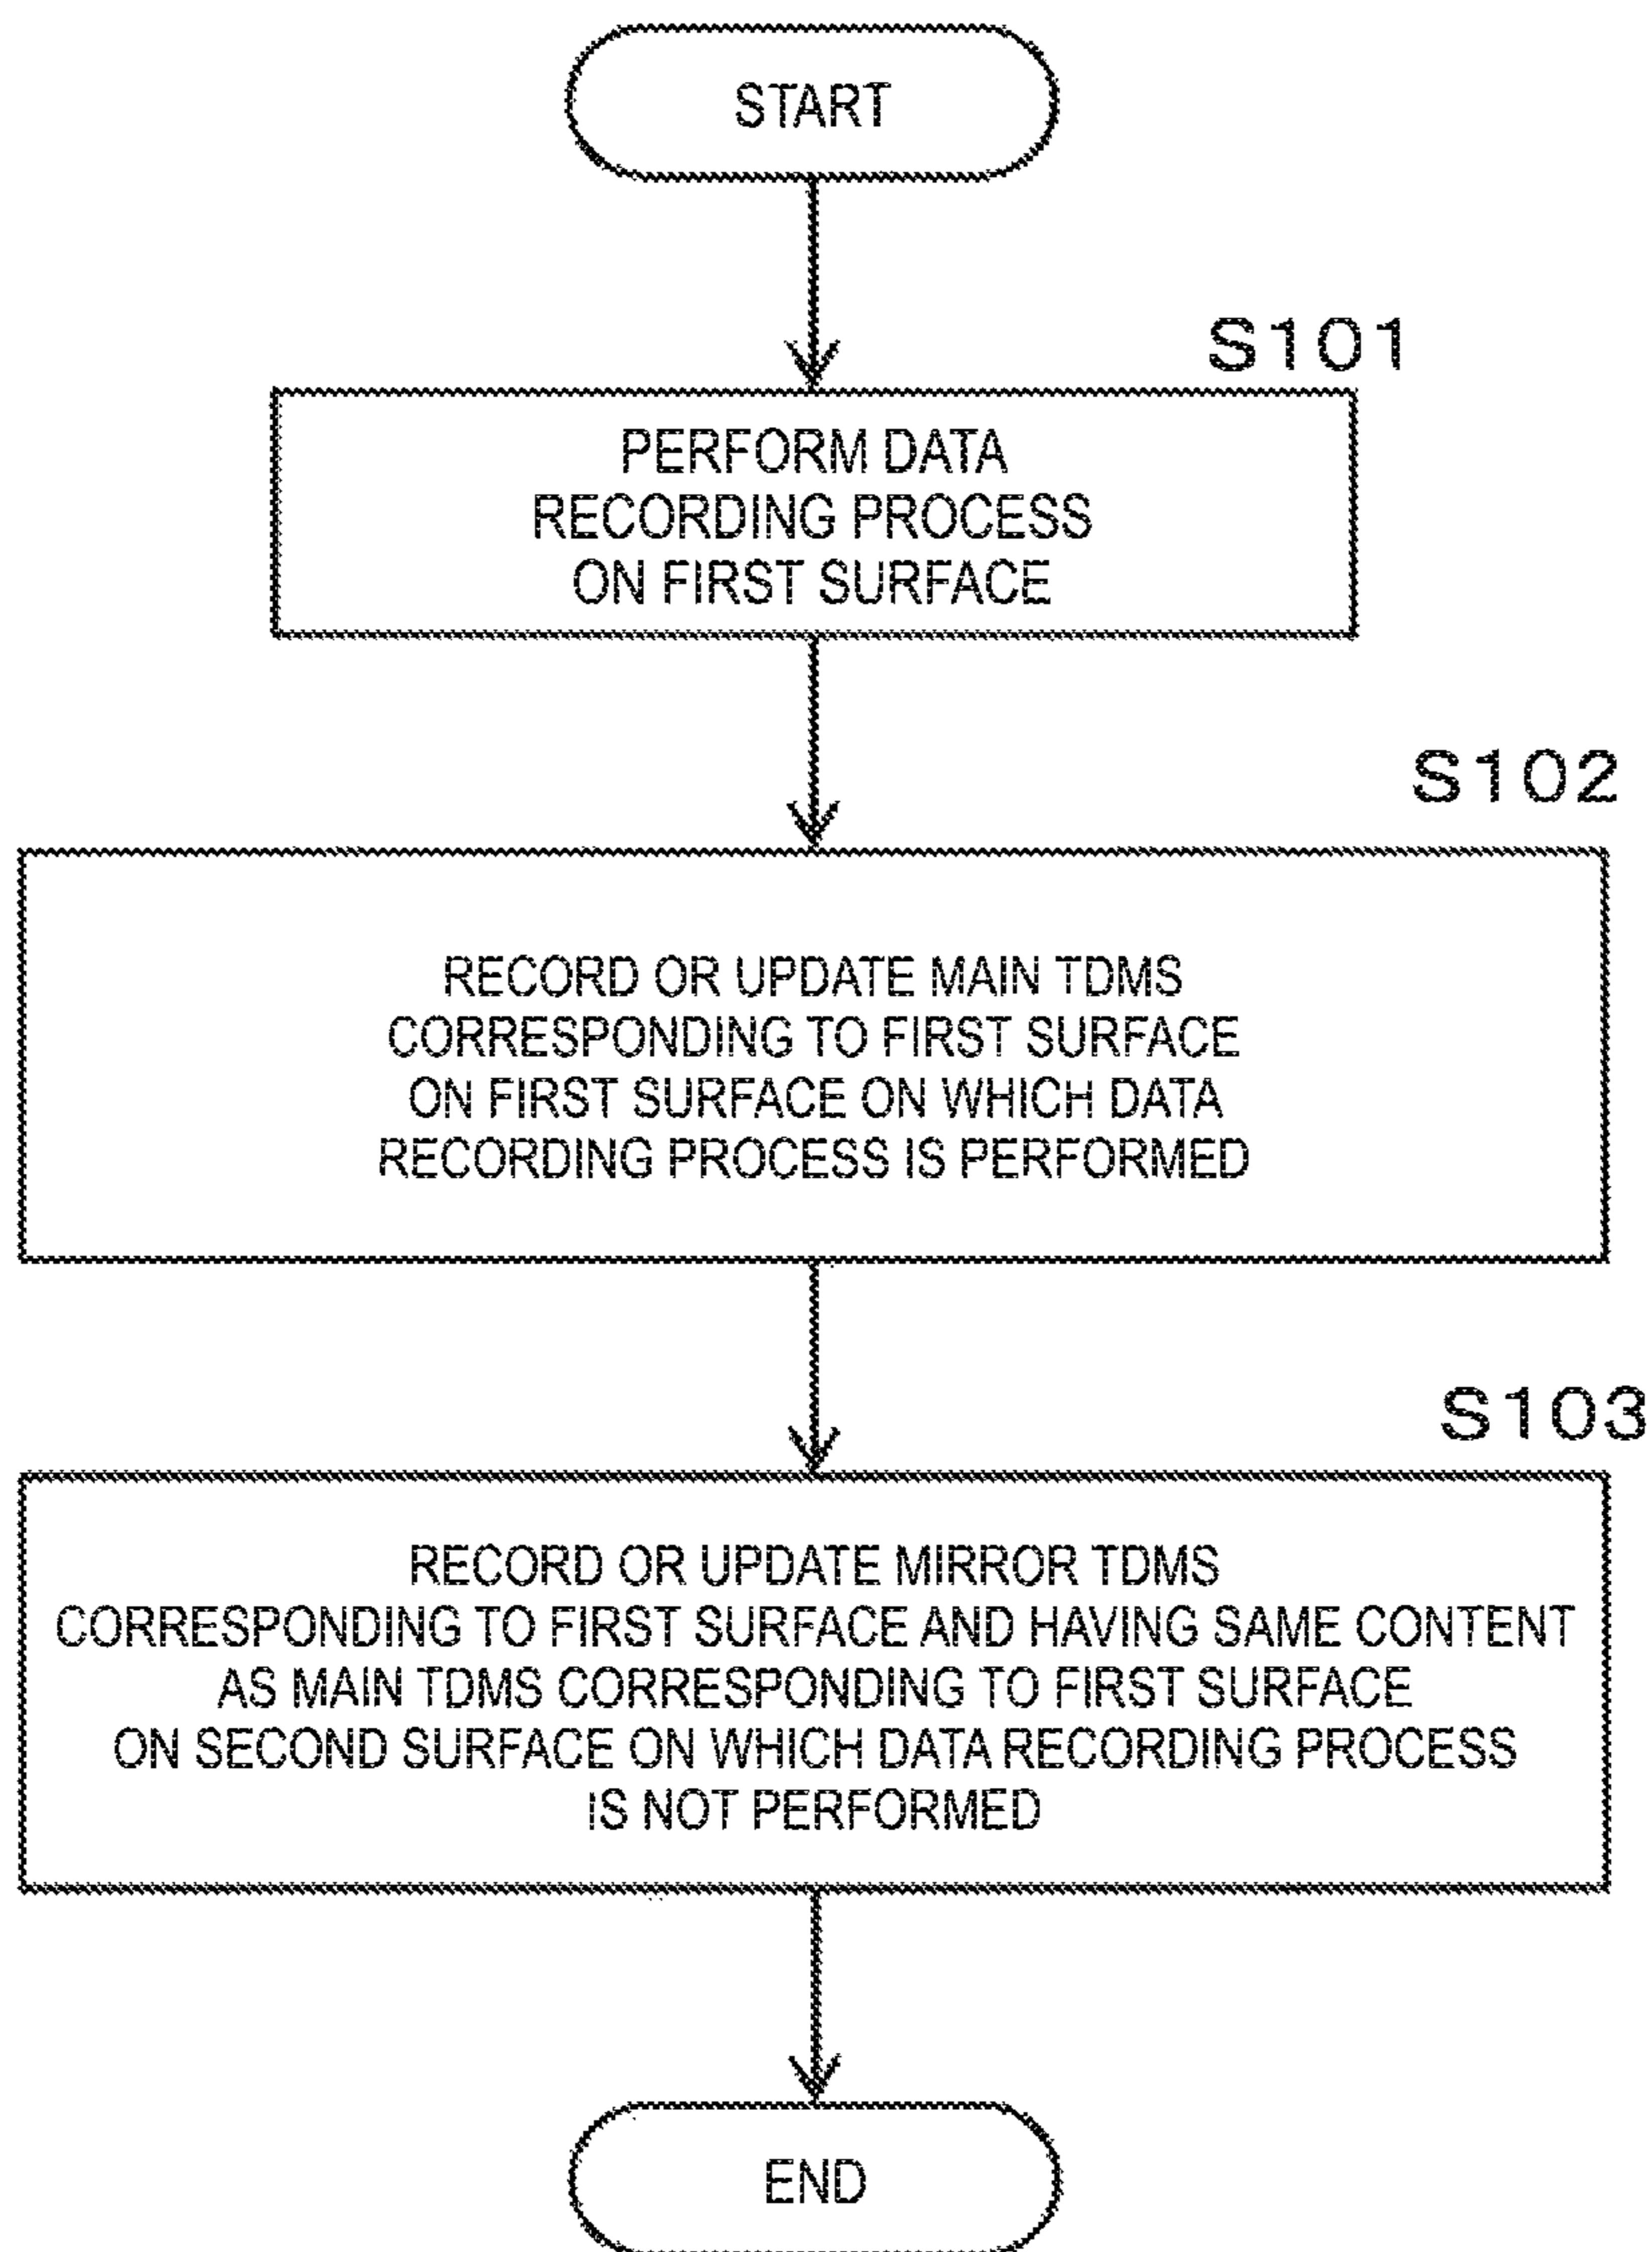 START
S101
PERFORM DATA
RECORDING PROCESS
ON FIRST SURFACE
S102
RECORD OR UPDATE MAIN TDMS
CORRESPONDING TO FIRST SURFACE
ON FIRST SURFACE ON WHICH DATA
RECORDING PROCESS IS PERFORMED
S103
RECORD OR UPDATE MIRROR TDMS
CORRESPONDING TO FIRST SURFACE AND HAVING SAME CONTENT
AS MAIN TDMS CORRESPONDING TO FIRST SURFACE
ON SECOND SURFACE ON WHICH DATA RECORDING PROCESS
IS NOT PERFORMED
END